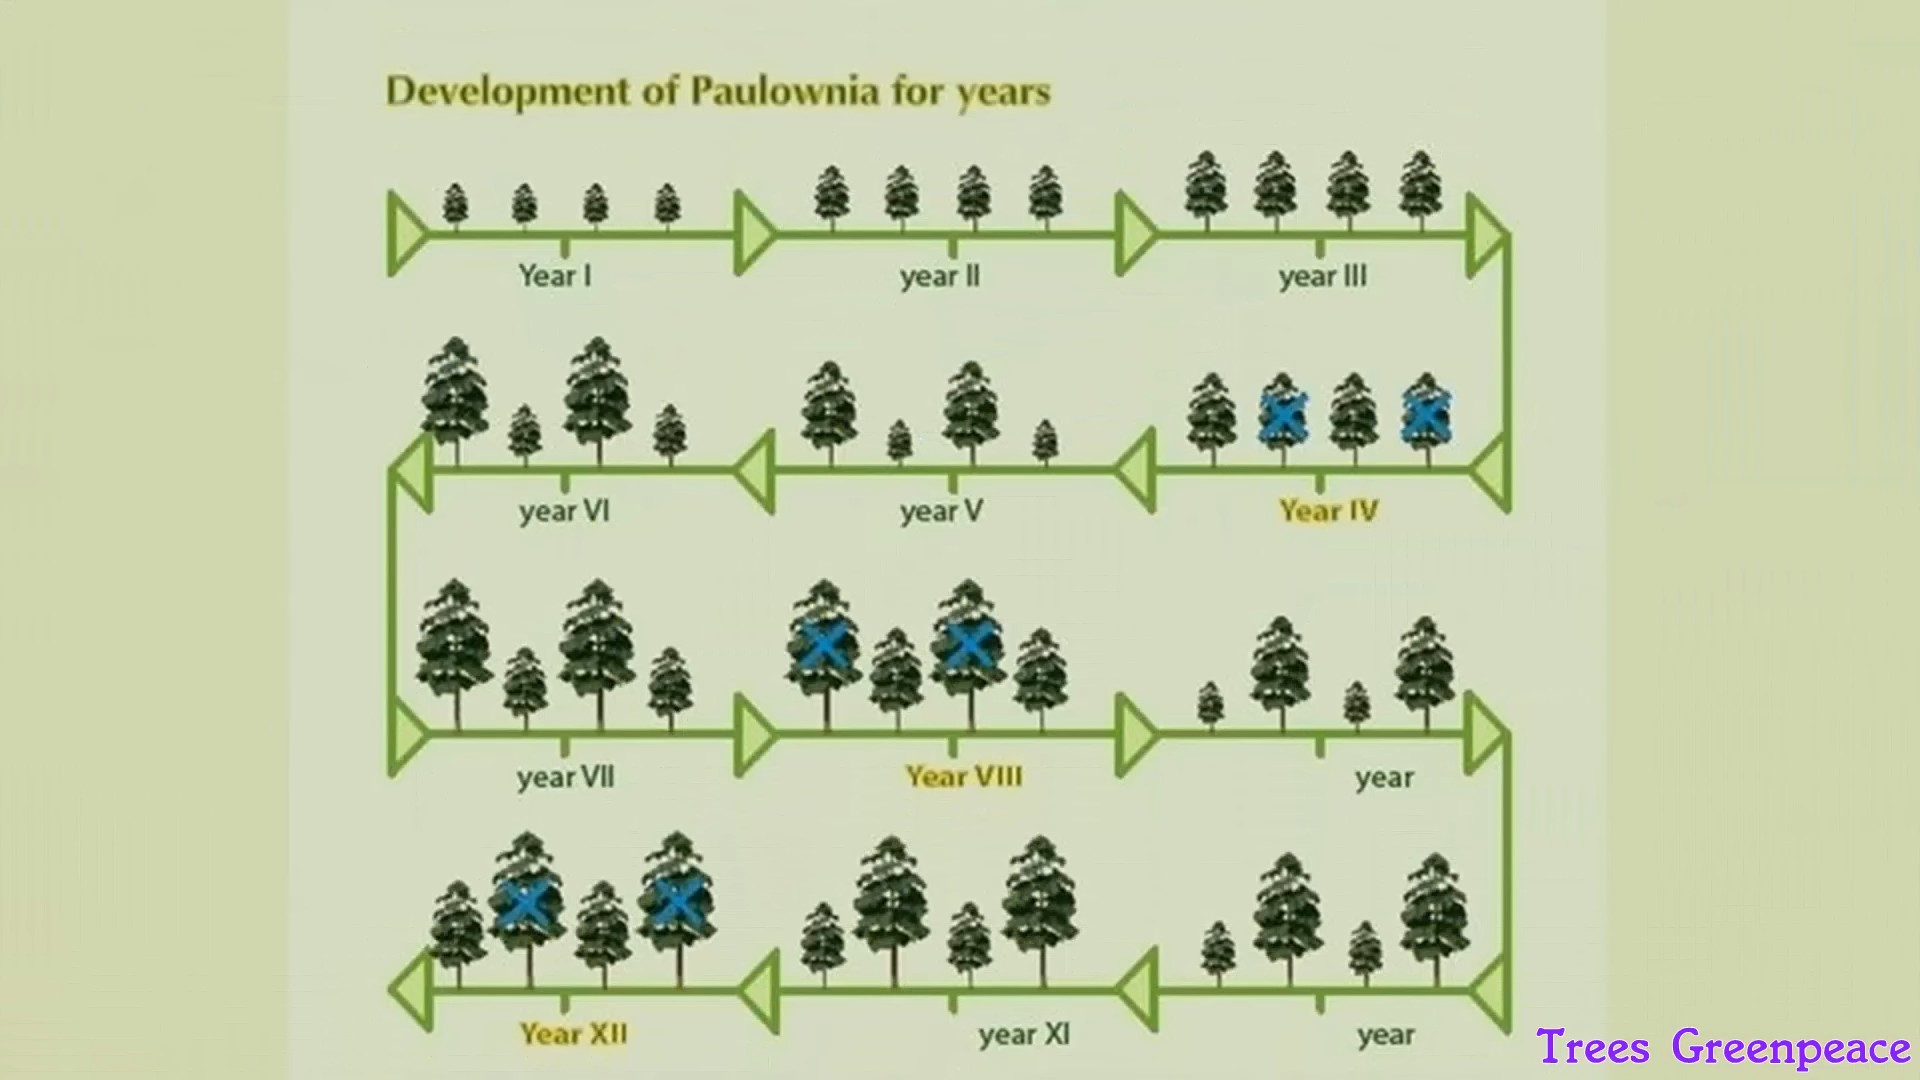 Development of Paulownia for years
Year I
year II
year III
year VI
year V
Year IV
year VII
Year VIII
year
Year XII
year XI
year
Trees Greenpeace